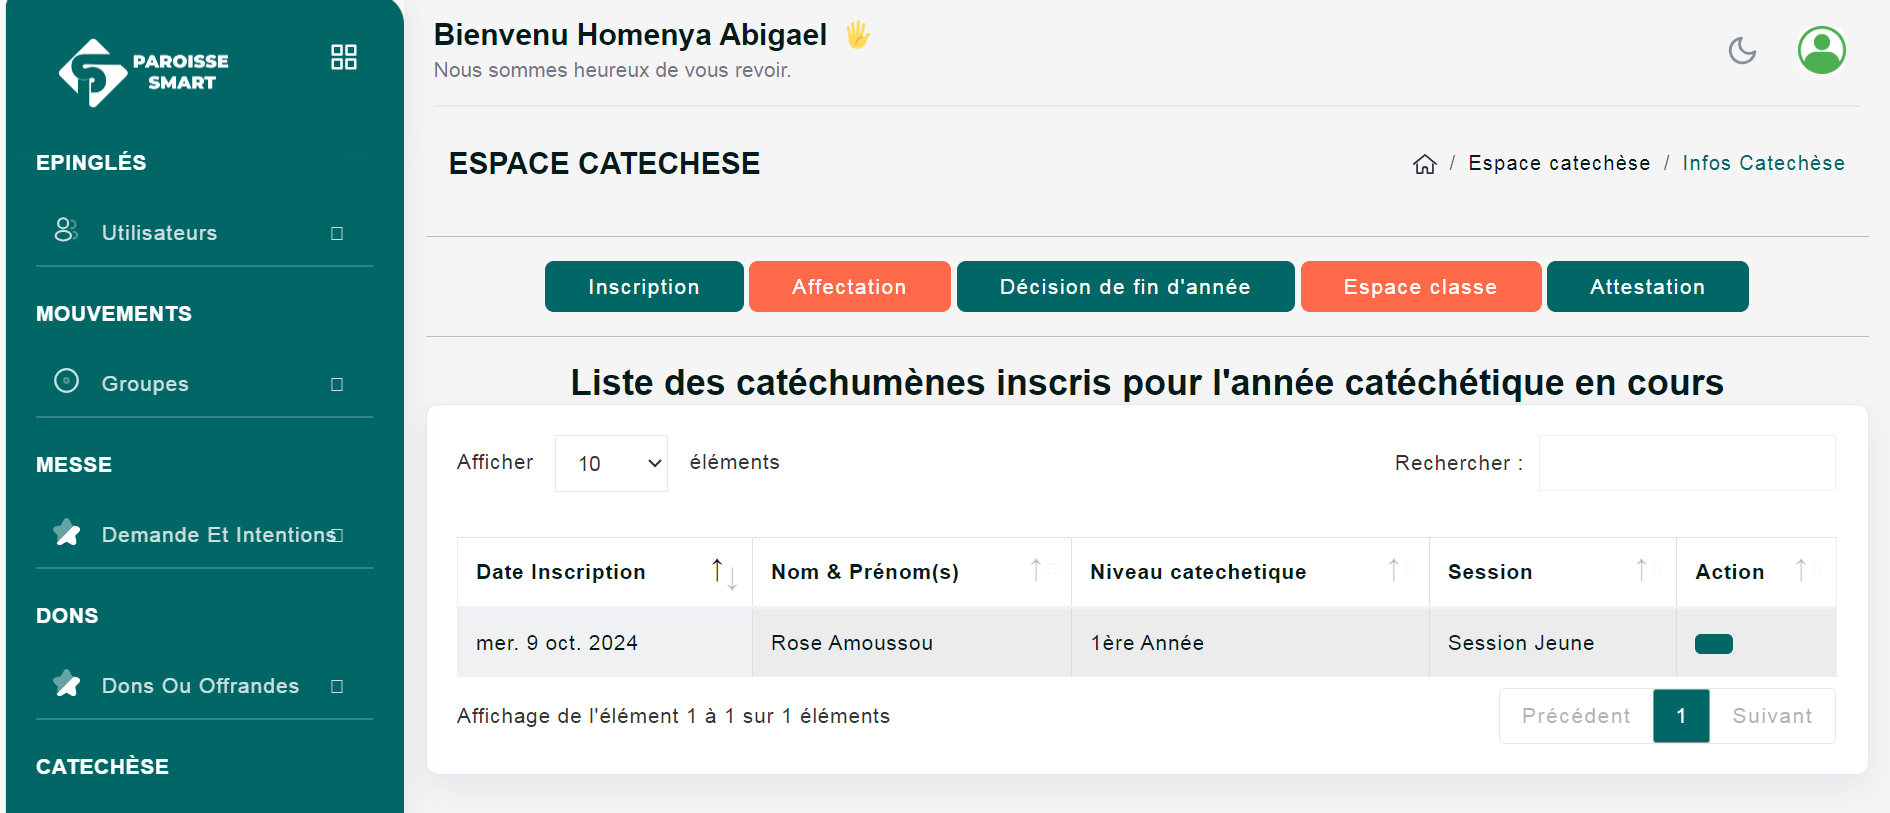 PAROISSE
SMART
EPINGLÉS
Utilisateurs
MOUVEMENTS
Groupes
MESSE
Demande Et Intentions
DONS
Dons Ou Offrandes
CATECHÈSE
Bienvenu Homenya Abigael 🖐
Nous sommes heureux de vous revoir.
ESPACE CATECHESE
/ Espace catechèse / Infos Catechèse
Inscription Affectation Décision de fin d'année Espace classe Attestation
Liste des catéchumènes inscris pour l'année catéchétique en cours
Afficher 10 éléments Rechercher :
Date Inscription Nom & Prénom(s) Niveau catechetique Session Action
mer. 9 oct. 2024 Rose Amoussou 1ère Année Session Jeune
Affichage de l'élément 1 à 1 sur 1 éléments Précédent 1 Suivant